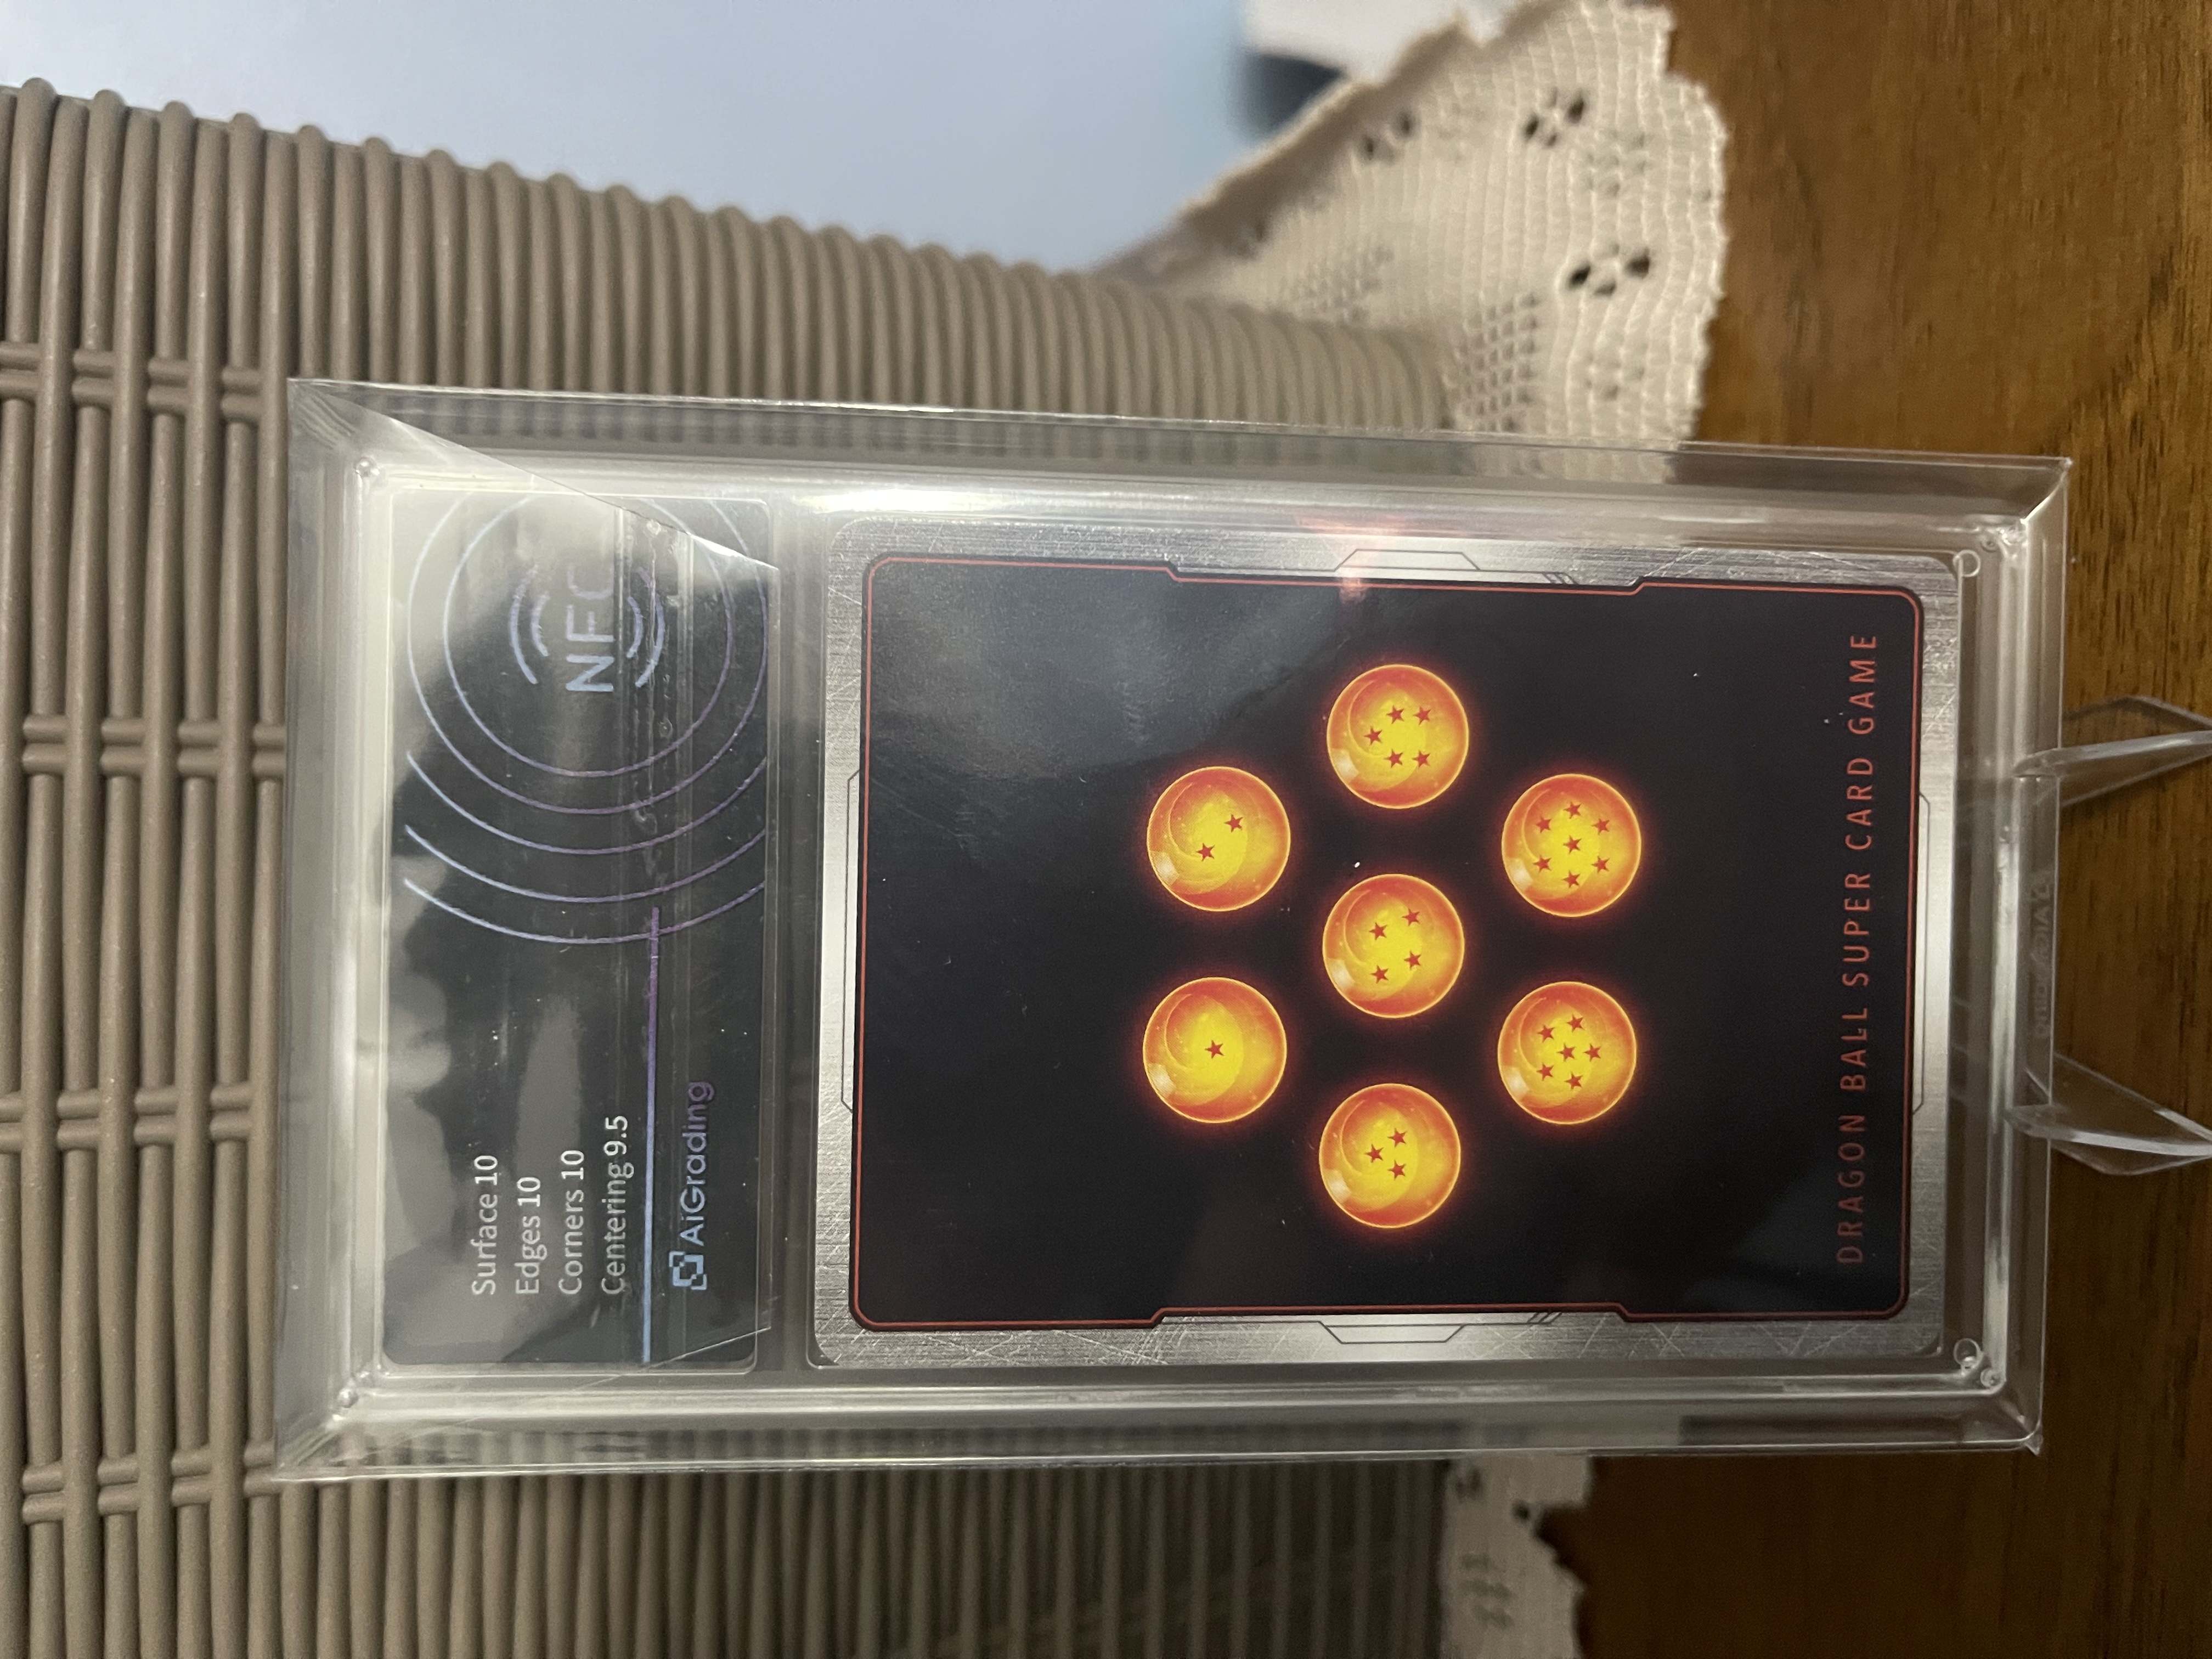 Surface 10
Edges 10
Corners 10
Centering 9.5
AiGrading
NFC
DRAGON BALL SUPER CARD GAME